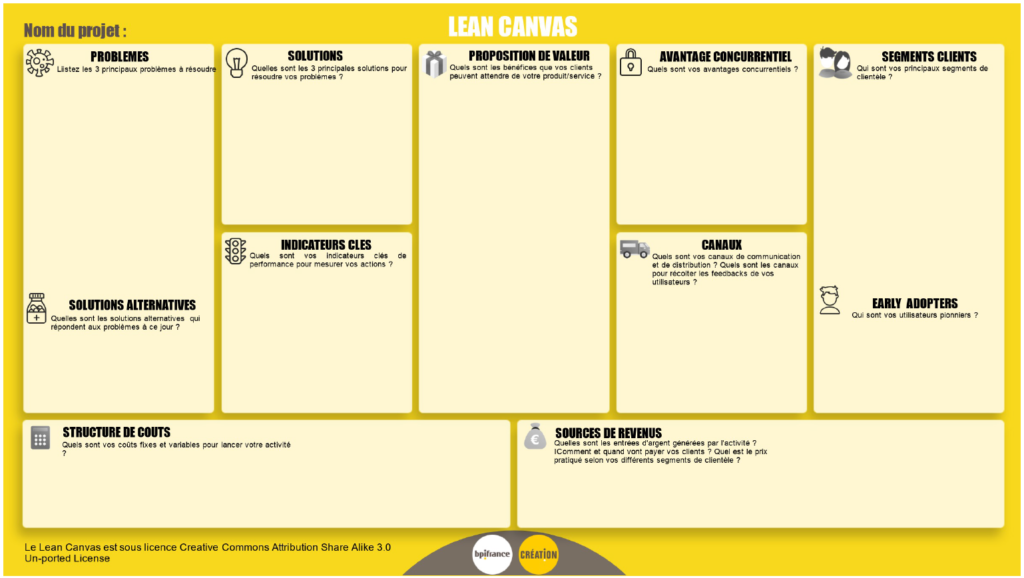 LEAN CANVAS
Nom du projet :
PROBLEMES
Listez les 3 principaux problèmes à résoudre
SOLUTIONS ALTERNATIVES
Quelles sont les solutions alternatives qui
répondent aux problèmes à ce jour ?
SOLUTIONS
Quelles sont les 3 principales solutions pour
résoudre vos problèmes ?
INDICATEURS CLES
Quels sont vos indicateurs clés de
performance pour mesurer vos actions ?
PROPOSITION DE VALEUR
Quels sont les bénéfices que vos clients
peuvent attendre de votre produit/service ?
AVANTAGE CONCURRENTIEL
Quels sont vos avantages concurrentiels ?
CANAUX
Quels sont vos canaux de communication
et de distribution ? Quels sont les canaux
pour récolter les feedbacks de vos
utilisateurs ?
SEGMENTS CLIENTS
Qui sont vos principaux segments de
clientèle ?
EARLY ADOPTERS
Qui sont vos utilisateurs pionniers ?
STRUCTURE DE COUTS
Quels sont vos coûts fixes et variables pour lancer votre activité
?
SOURCES DE REVENUS
Quelles sont les entrées d'argent générées par l'activité ?
IComment et quand vont payer vos clients ? Quel est le prix
pratiqué selon vos différents segments de clientèle ?
Le Lean Canvas est sous licence Creative Commons Attribution Share Alike 3.0
Un-ported License
bpifrance
CRÉATION